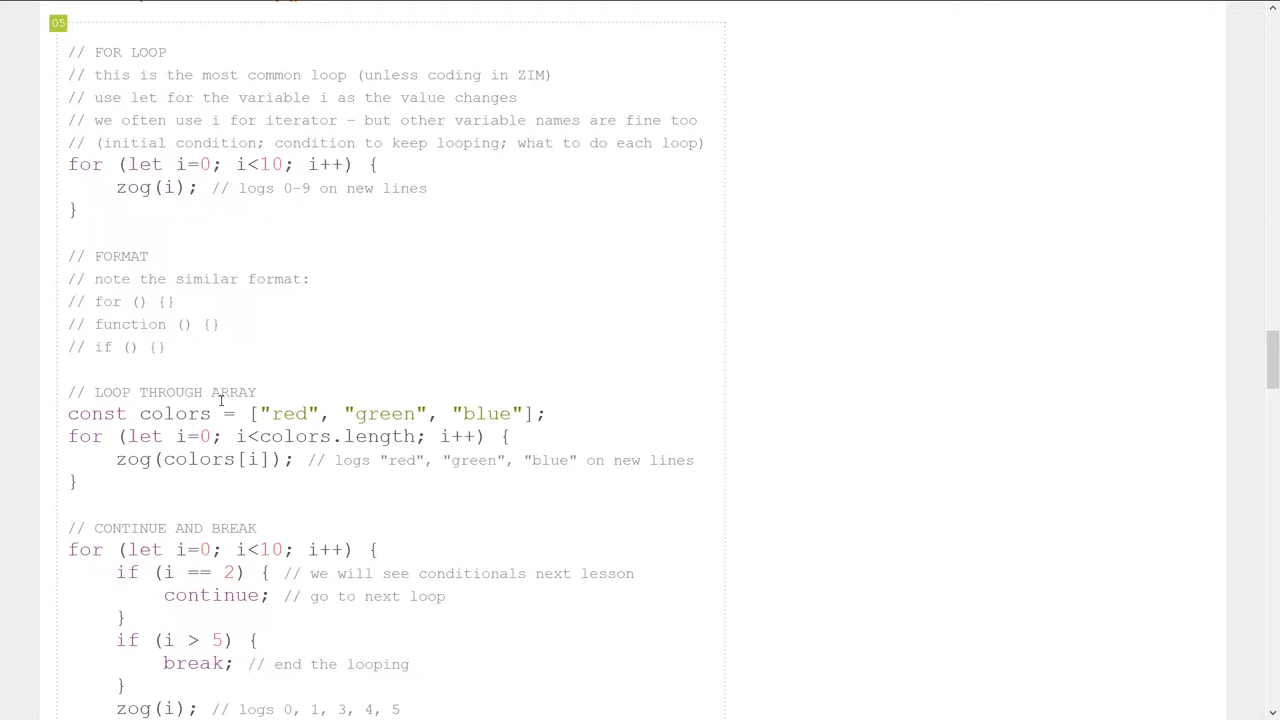 05
// FOR LOOP
// this is the most common loop (unless coding in ZIM)
// use let for the variable i as the value changes
// we often use i for iterator - but other variable names are fine too
// (initial condition; condition to keep looping; what to do each loop)
for (let i=0; i<10; i++) {
    zog(i); // logs 0-9 on new lines
}
// FORMAT
// note the similar format:
// for () {}
// function () {}
// if () {}
// LOOP THROUGH ARRAY
const colors = ["red", "green", "blue"];
for (let i=0; i<colors.length; i++) {
    zog(colors[i]); // logs "red", "green", "blue" on new lines
}
// CONTINUE AND BREAK
for (let i=0; i<10; i++) {
    if (i == 2) { // we will see conditionals next lesson
        continue; // go to next loop
    }
    if (i > 5) {
        break; // end the looping
    }
    zog(i); // logs 0, 1, 3, 4, 5